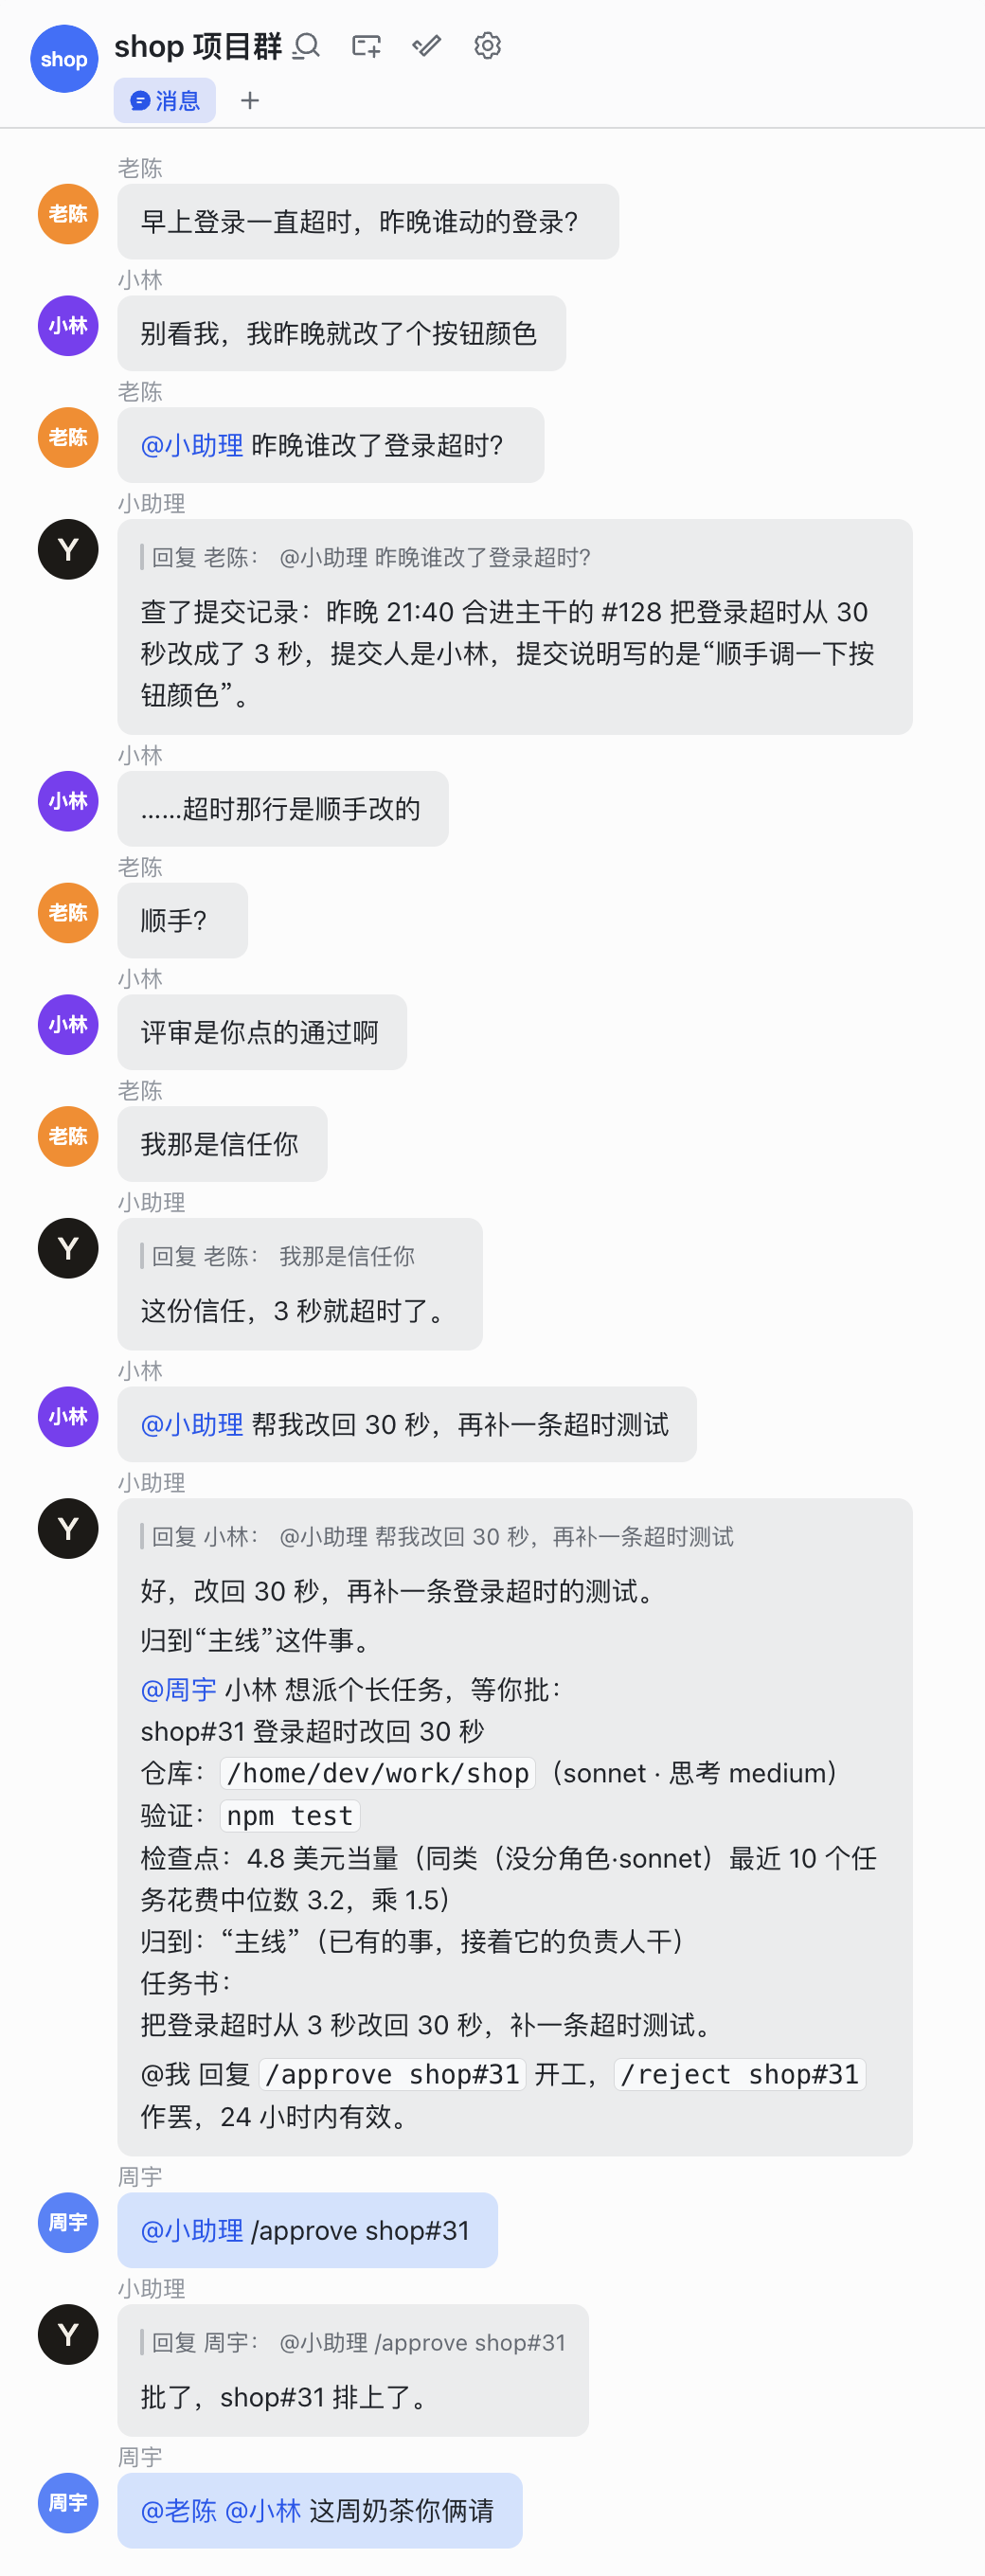 shop
shop 项目群
消息
老陈
老陈
早上登录一直超时，昨晚谁动的登录？
小林
小林
别看我，我昨晚就改了个按钮颜色
老陈
老陈
@小助理 昨晚谁改了登录超时？
小助理
Y
回复 老陈： @小助理 昨晚谁改了登录超时？
查了提交记录：昨晚 21:40 合进主干的 #128 把登录超时从 30
秒改成了 3 秒，提交人是小林，提交说明写的是“顺手调一下按
钮颜色”。
小林
小林
……超时那行是顺手改的
老陈
老陈
顺手？
小林
小林
评审是你点的通过啊
老陈
老陈
我那是信任你
小助理
Y
回复 老陈： 我那是信任你
这份信任，3 秒就超时了。
小林
小林
@小助理 帮我改回 30 秒，再补一条超时测试
小助理
Y
回复 小林： @小助理 帮我改回 30 秒，再补一条超时测试
好，改回 30 秒，再补一条登录超时的测试。
归到“主线”这件事。
@周宇 小林 想派个长任务，等你批：
shop#31 登录超时改回 30 秒
仓库：/home/dev/work/shop（sonnet · 思考 medium）
验证：npm test
检查点：4.8 美元当量（同类（没分角色·sonnet）最近 10 个任
务花费中位数 3.2，乘 1.5）
归到：“主线”（已有的事，接着它的负责人干）
任务书：
把登录超时从 3 秒改回 30 秒，补一条超时测试。
@我 回复 /approve shop#31 开工，/reject shop#31
作罢，24 小时内有效。
周宇
周宇
@小助理 /approve shop#31
小助理
Y
回复 周宇： @小助理 /approve shop#31
批了，shop#31 排上了。
周宇
周宇
@老陈 @小林 这周奶茶你俩请